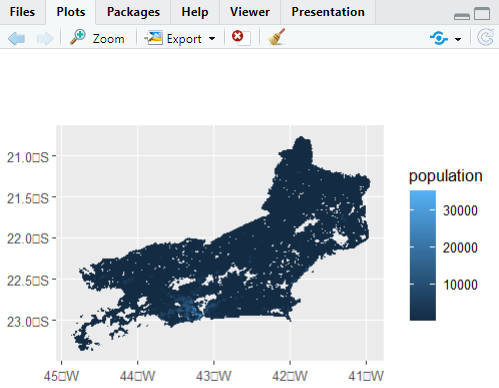 Files Plots Packages Help Viewer Presentation
Zoom Export
population
21.0□S
21.5□S
22.0□S
22.5□S
23.0□S
30000
20000
10000
45□W 44□W 43□W 42□W 41□W